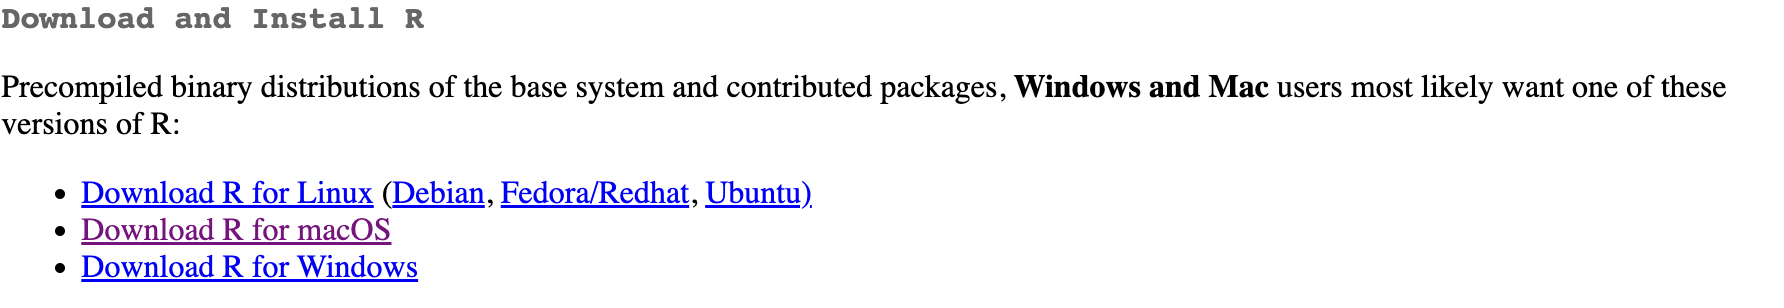 Download and Install R
Precompiled binary distributions of the base system and contributed packages, Windows and Mac users most likely want one of these
versions of R:
• Download R for Linux (Debian, Fedora/Redhat, Ubuntu)
• Download R for macOS
• Download R for Windows